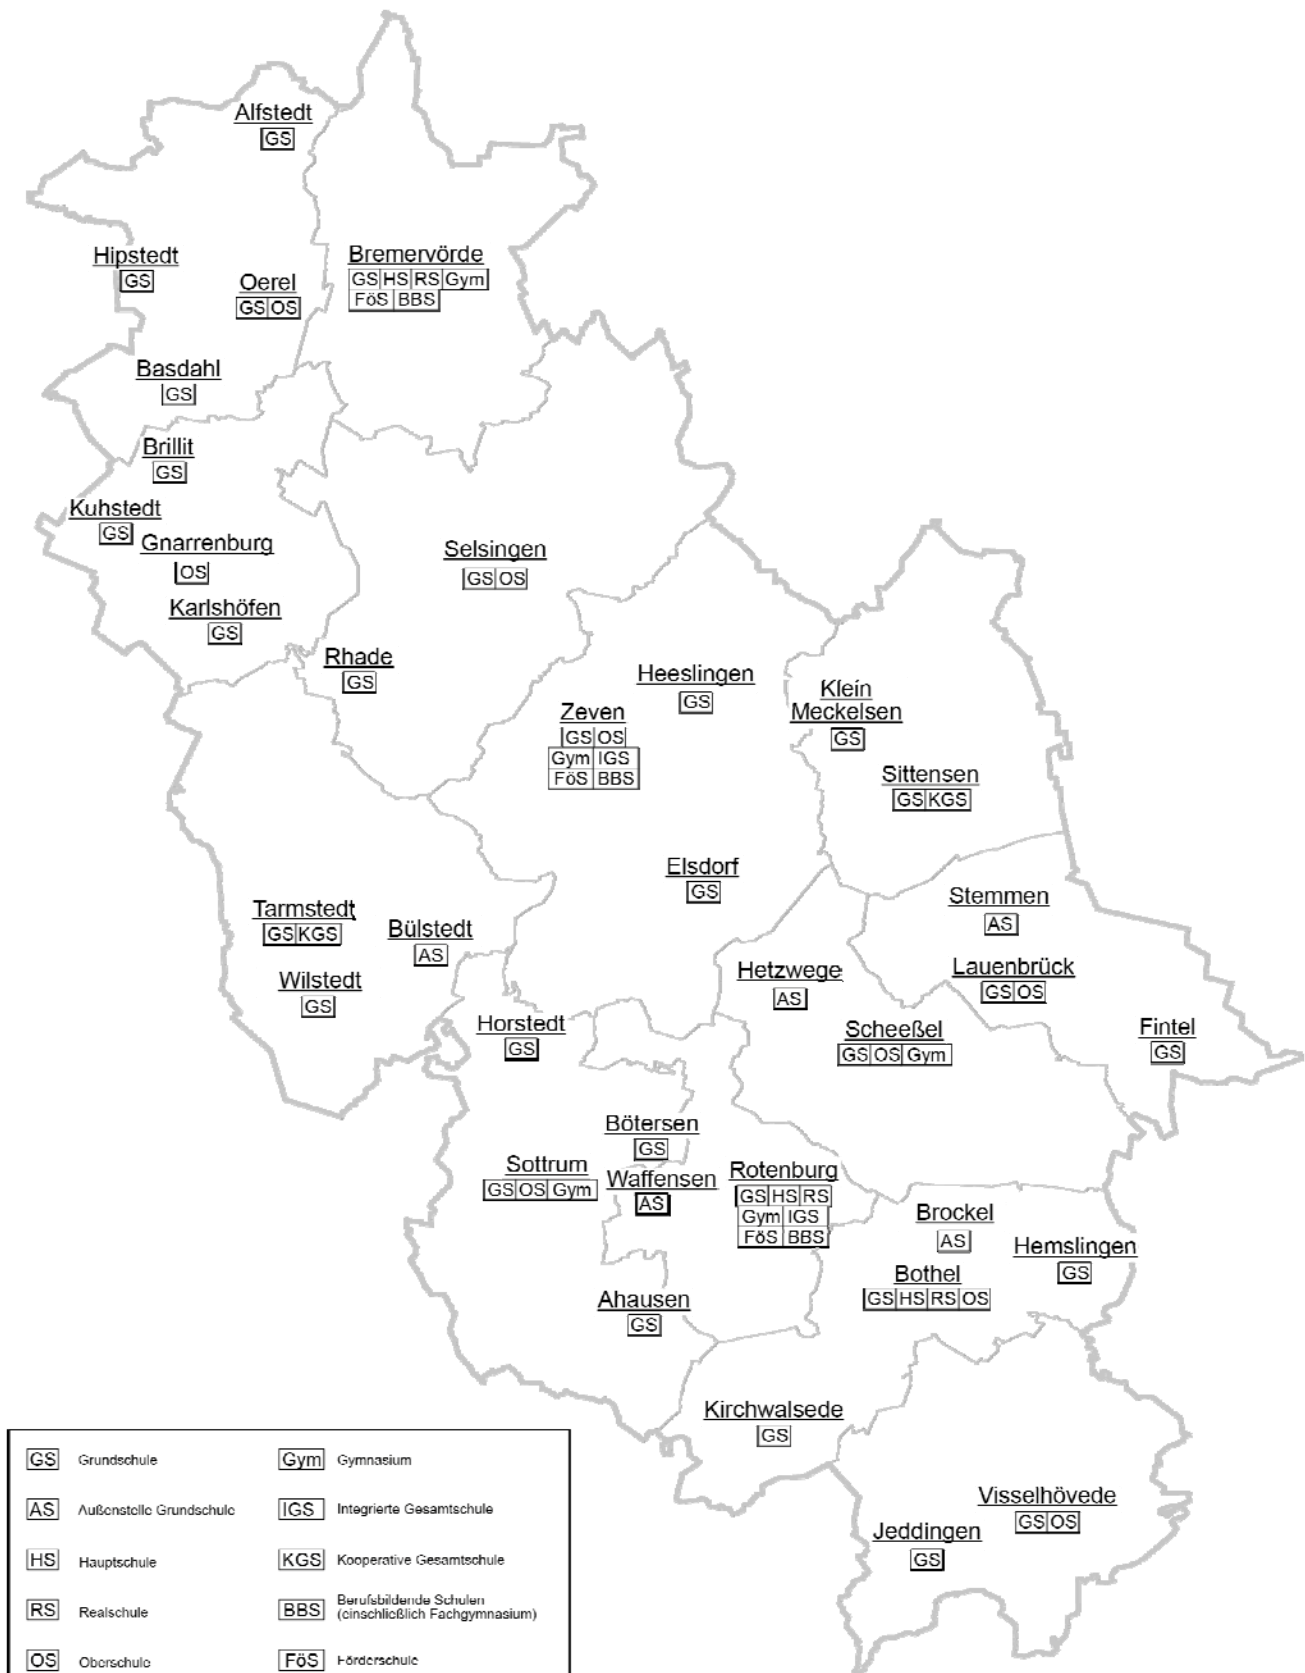 Alfstedt
GS
Hipstedt
GS
Oerel
GS OS
Bremervörde
GS HS RS Gym
FöS BBS
Basdahl
GS
Brillit
GS
Kuhstedt
GS
Gnarrenburg
OS
Karlshöfen
GS
Selsingen
GS OS
Rhade
GS
Heeslingen
GS
Zeven
GS OS
Gym IGS
FöS BBS
Klein
Meckelsen
GS
Sittensen
GS KGS
Elsdorf
GS
Tarmstedt
GS KGS
Bülstedt
AS
Wilstedt
GS
Stemmen
AS
Lauenbrück
GS OS
Hetzwege
AS
Scheeßel
GS OS Gym
Fintel
GS
Horstedt
GS
Bötersen
GS
Sottrum
GS OS Gym
Waffensen
AS
Rotenburg
GS HS RS
Gym IGS
FöS BBS
Brockel
AS
Hemslingen
GS
Bothel
GS HS RS OS
Ahausen
GS
Kirchwalsede
GS
Visselhövede
GS OS
Jeddingen
GS
GS Grundschule
AS Außenstelle Grundschule
HS Hauptschule
RS Realschule
OS Oberschule
Gym Gymnasium
IGS Integrierte Gesamtschule
KGS Kooperative Gesamtschule
BBS Berufsbildende Schulen
(einschließlich Fachgymnasium)
FöS Förderschule